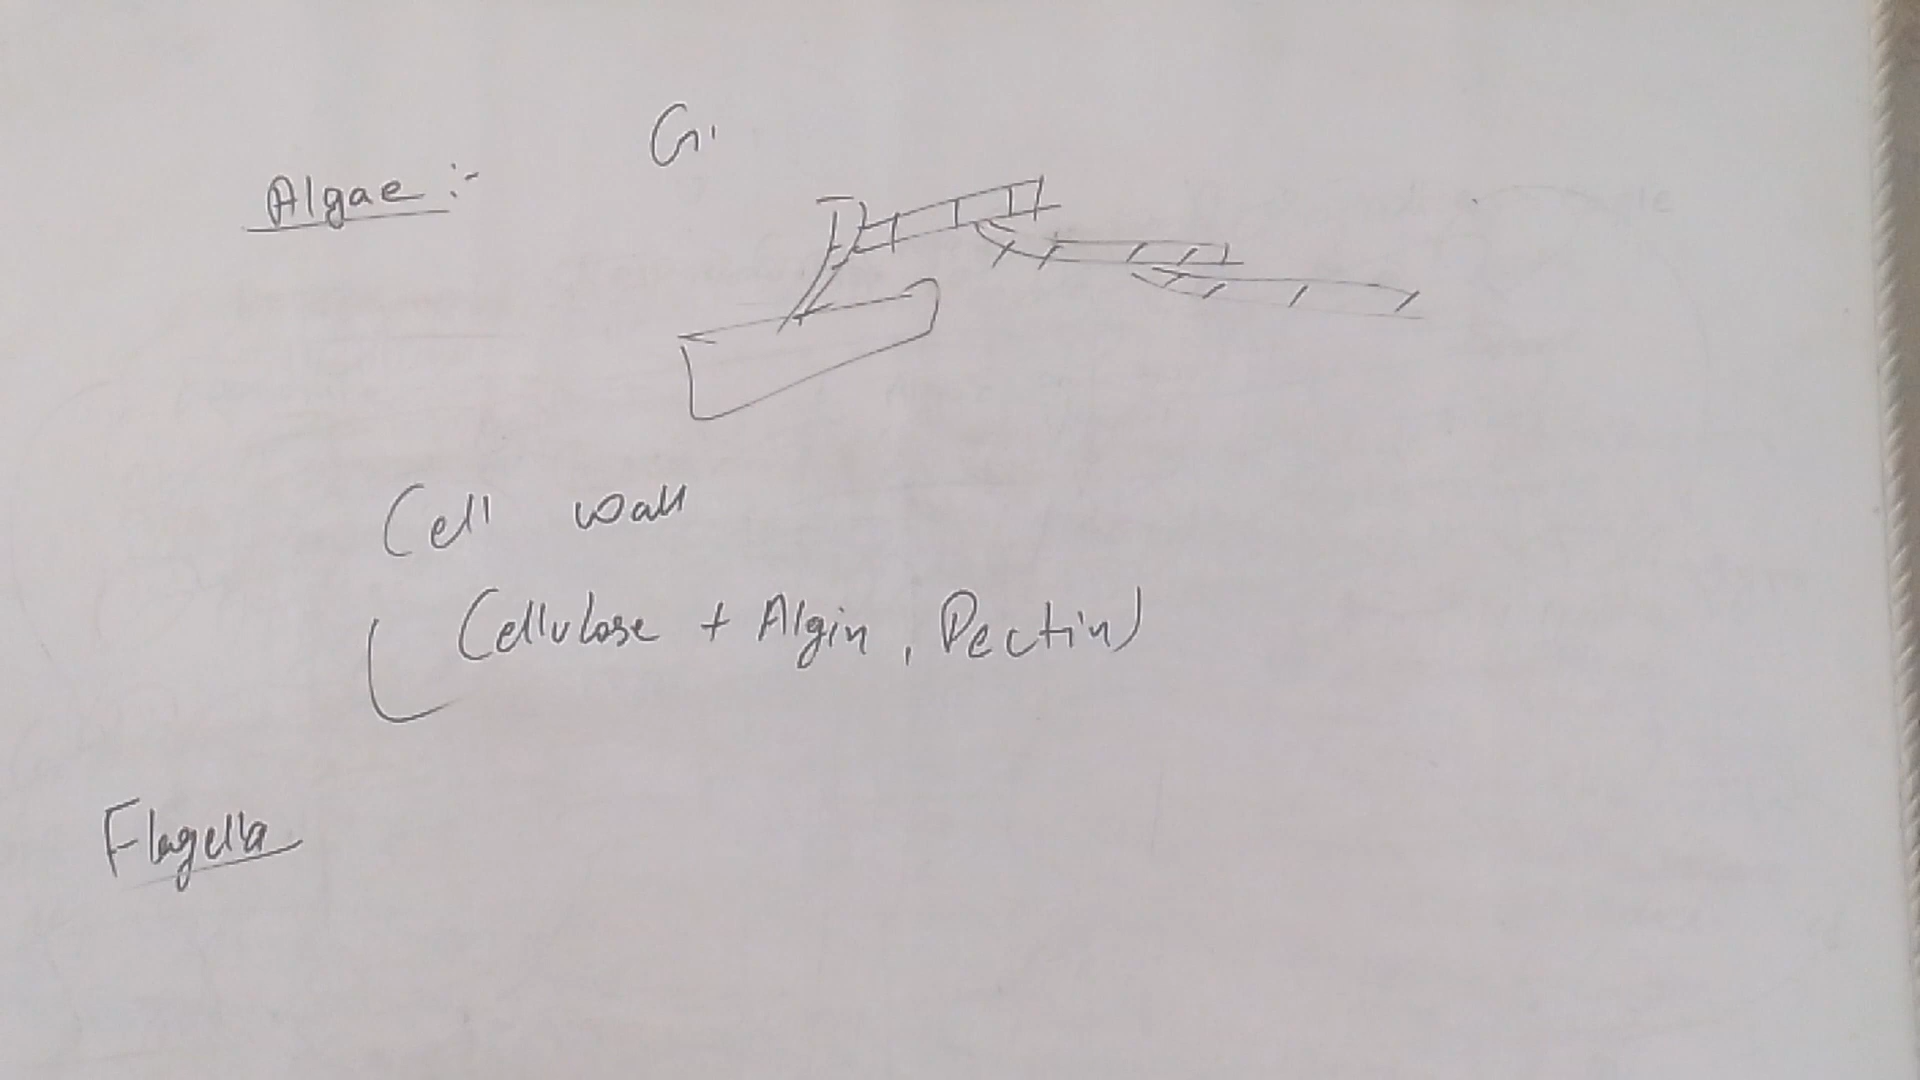 G.
Algae :-
Cell wall
(Cellulose + Algin, Pectin)
Flagella